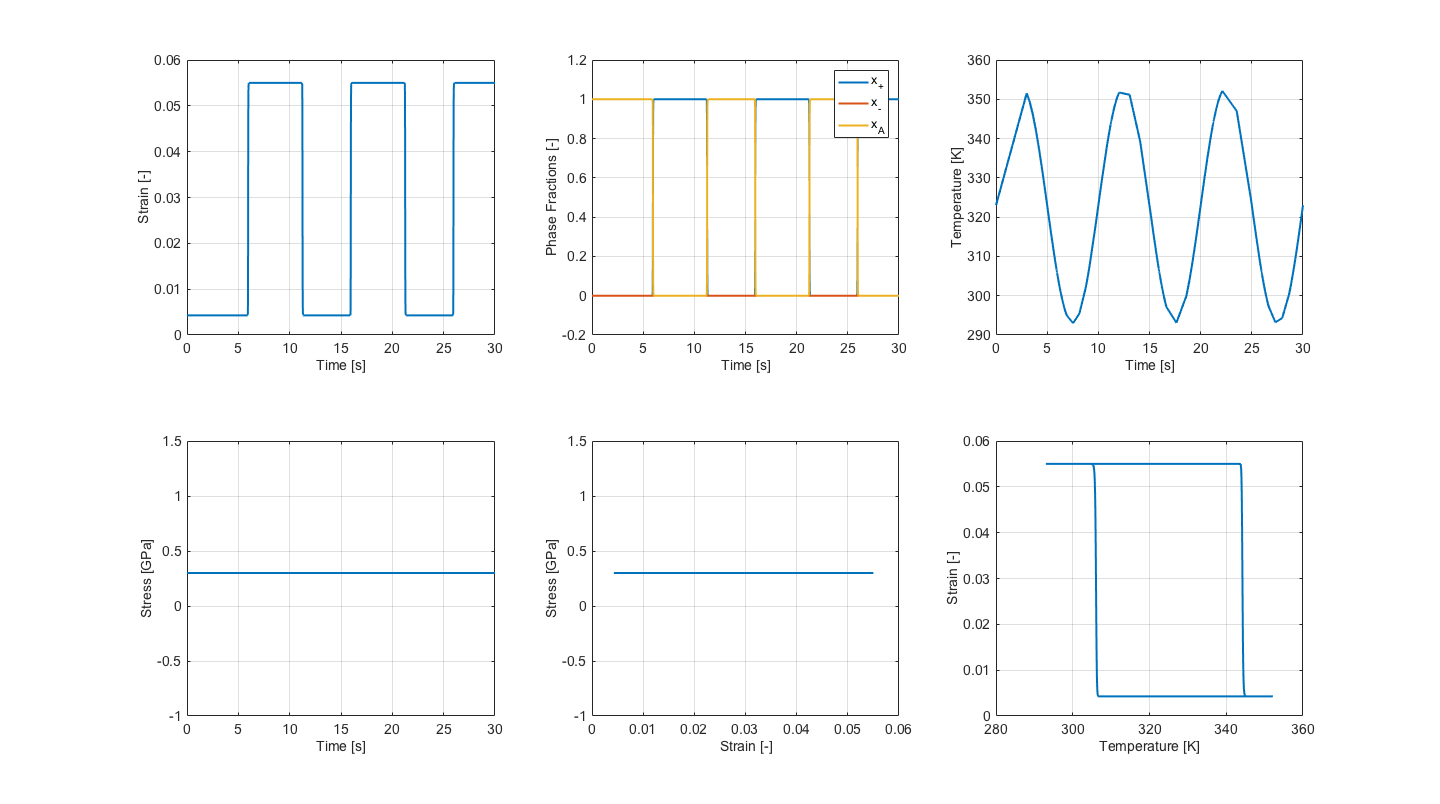 0.06
0.05
0.04
0.03
0.02
0.01
0
Strain [-]
0 5 10 15 20 25 30
Time [s]
1.2
1
0.8
0.6
0.4
0.2
0
-0.2
Phase Fractions [-]
x+
x-
xA
0 5 10 15 20 25 30
Time [s]
360
350
340
330
320
310
300
290
Temperature [K]
0 5 10 15 20 25 30
Time [s]
1.5
1
0.5
0
-0.5
-1
Stress [GPa]
0 5 10 15 20 25 30
Time [s]
1.5
1
0.5
0
-0.5
-1
Stress [GPa]
0 0.01 0.02 0.03 0.04 0.05 0.06
Strain [-]
0.06
0.05
0.04
0.03
0.02
0.01
0
Strain [-]
280 300 320 340 360
Temperature [K]